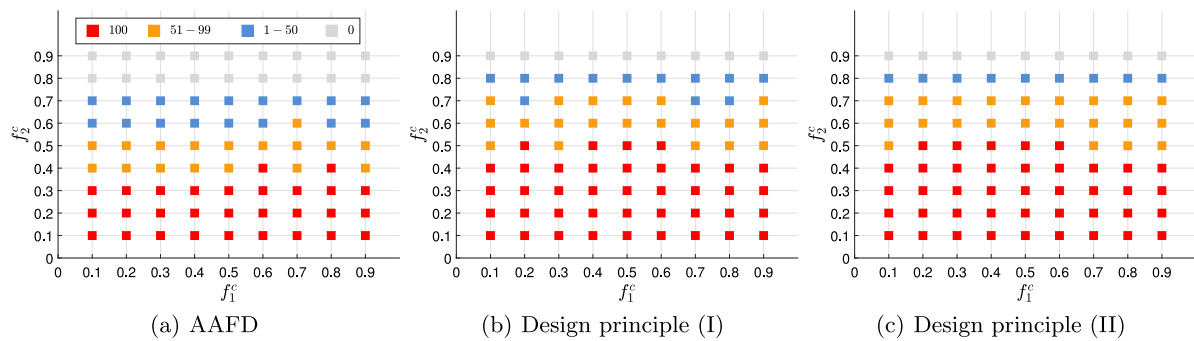 100 51 − 99 1 − 50 0
0.9 0.9 0.9
0.8 0.8 0.8
0.7 0.7 0.7
0.6 0.6 0.6
0.5 0.5 0.5
0.4 0.4 0.4
0.3 0.3 0.3
0.2 0.2 0.2
0.1 0.1 0.1
0 0 0
f₂ᶜ f₂ᶜ f₂ᶜ
0 0.1 0.2 0.3 0.4 0.5 0.6 0.7 0.8 0.9 0 0.1 0.2 0.3 0.4 0.5 0.6 0.7 0.8 0.9 0 0.1 0.2 0.3 0.4 0.5 0.6 0.7 0.8 0.9
f₁ᶜ f₁ᶜ f₁ᶜ
(a) AAFD (b) Design principle (I) (c) Design principle (II)